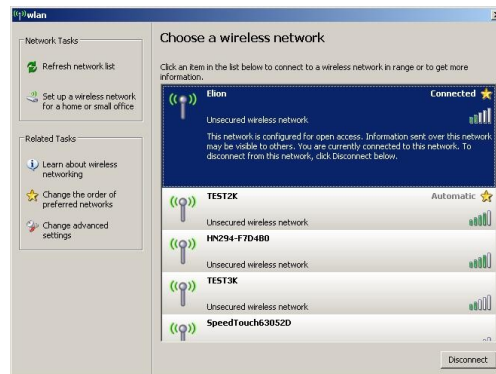 wlan
Network Tasks
Refresh network list
Set up a wireless network
for a home or small office
Related Tasks
Learn about wireless
networking
Change the order of
preferred networks
Change advanced
settings
Choose a wireless network
Click an item in the list below to connect to a wireless network in range or to get more
information.
Elion Connected
Unsecured wireless network
This network is configured for open access. Information sent over this network
may be visible to others. You are currently connected to this network. To
disconnect from this network, click Disconnect below.
TEST2K Automatic
Unsecured wireless network
HN294-F7D4B0
Unsecured wireless network
TEST3K
Unsecured wireless network
SpeedTouch63052D
Disconnect